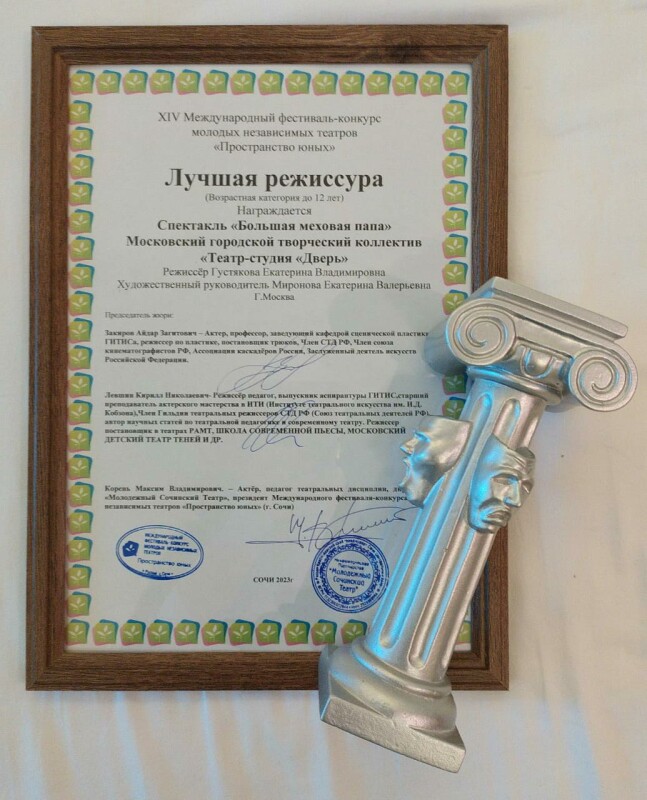 XIV Международный фестиваль-конкурс
молодых независимых театров
«Пространство юных»
Лучшая режиссура
(Возрастная категория до 12 лет)
Награждается
Спектакль «Большая меховая папа»
Московский городской творческий коллектив
«Театр-студия «Дверь»
Режиссёр Густякова Екатерина Владимировна
Художественный руководитель Миронова Екатерина Валерьевна
Г.Москва
Председатель жюри:
Закиров Айдар Загитович – Актер, профессор, заведующий кафедрой сценической пластики
ГИТИСа, режиссер по пластике, постановщик трюков, Член СТД РФ, Член союза
кинематографистов РФ, Ассоциация каскадёров России, Заслуженный деятель искусств
Российской Федерации.
Левшин Кирилл Николаевич- Режиссёр педагог, выпускник аспирантуры ГИТИС,старший
преподаватель актерского мастерства в ИТИ (Института театрального искусства им. И.Д.
Кобзона),Член Гильдии театральных режиссеров СТД РФ (Союз театральных деятелей РФ),
автор научных статей по театральной педагогике и современному театру. Режиссер
постановщик в театрах РАМТ, ШКОЛА СОВРЕМЕННОЙ ПЬЕСЫ, МОСКОВСКИЙ
ДЕТСКИЙ ТЕАТР ТЕНЕЙ И ДР.
Корень Максим Владимирович. – Актёр, педагог театральных дисциплин,
«Молодежный Сочинский Театр», президент Международного фестиваля-конкурса
независимых театров «Пространство юных» (г. Сочи)
МЕЖДУНАРОДНЫЙ
ФЕСТИВАЛЬ-КОНКУРС
МОЛОДЫХ НЕЗАВИСИМЫХ
ТЕАТРОВ
Пространство юных
"Молодежный
Сочинский
Театр"
СОЧИ 2023г